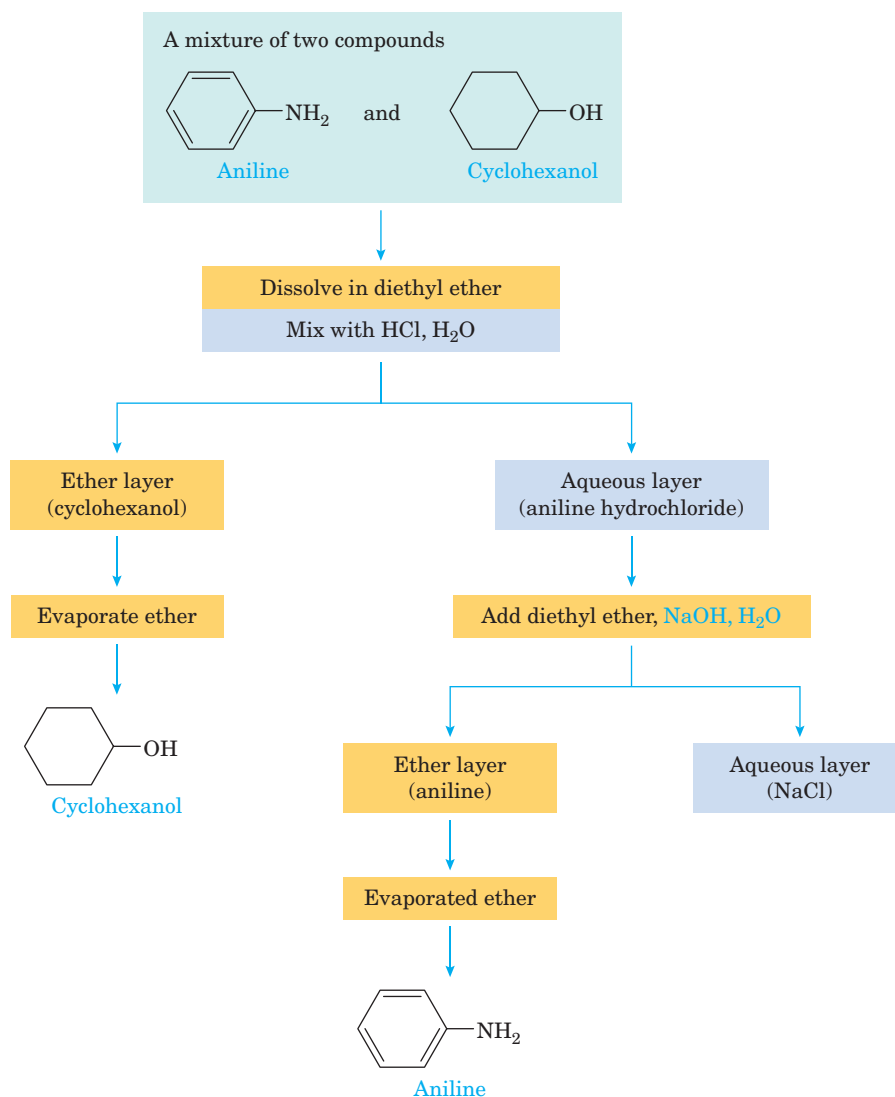 A mixture of two compounds
NH₂ and OH
Aniline Cyclohexanol
Dissolve in diethyl ether
Mix with HCl, H₂O
Ether layer
(cyclohexanol)
Aqueous layer
(aniline hydrochloride)
Evaporate ether
Add diethyl ether, NaOH, H₂O
OH
Cyclohexanol
Ether layer
(aniline)
Aqueous layer
(NaCl)
Evaporated ether
NH₂
Aniline